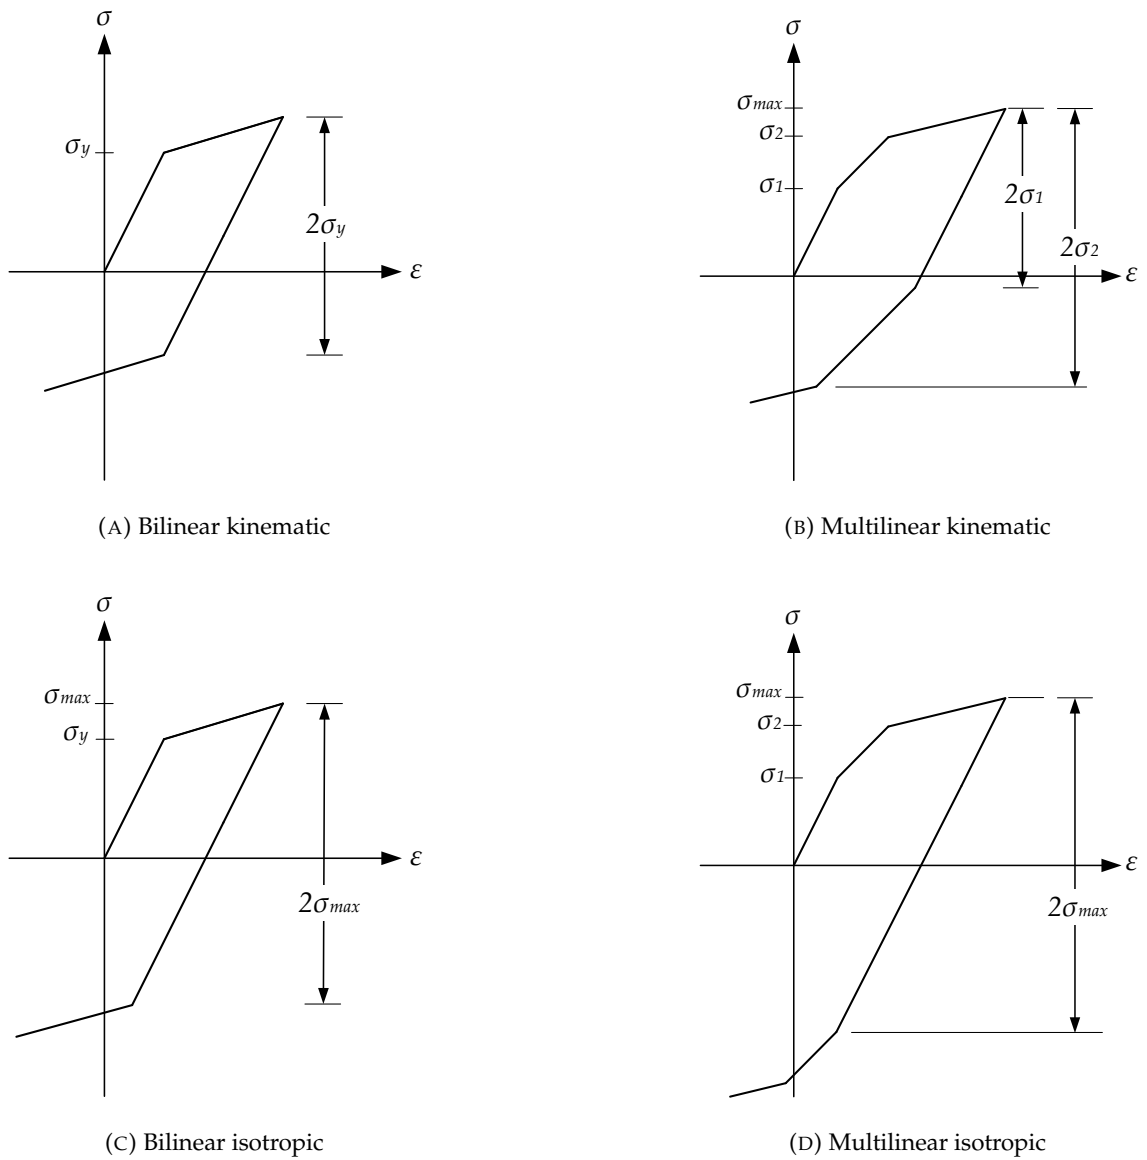 σ
σy
2σy
ε
(A) Bilinear kinematic
σ
σmax
σ2
σ1
2σ1
2σ2
ε
(B) Multilinear kinematic
σ
σmax
σy
ε
2σmax
(C) Bilinear isotropic
σ
σmax
σ2
σ1
ε
2σmax
(D) Multilinear isotropic